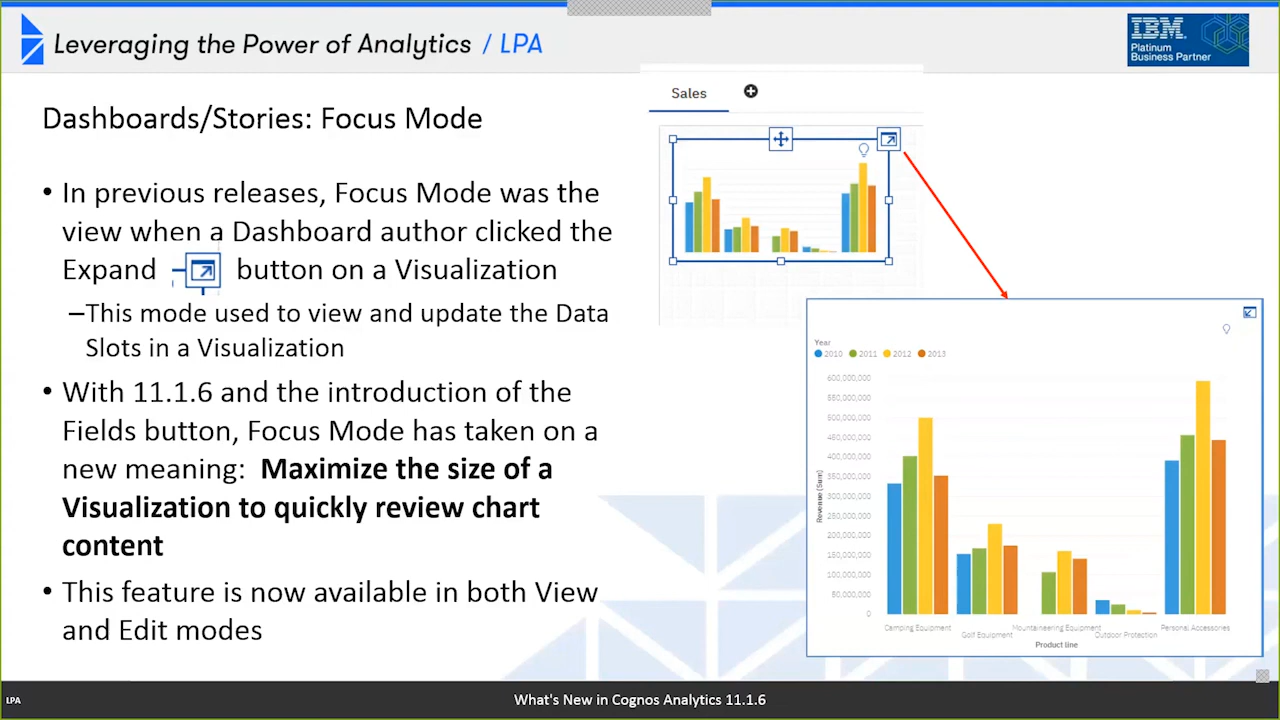 Leveraging the Power of Analytics / LPA
IBM
Platinum
Business Partner
Dashboards/Stories: Focus Mode
• In previous releases, Focus Mode was the
view when a Dashboard author clicked the
Expand button on a Visualization
–This mode used to view and update the Data
Slots in a Visualization
• With 11.1.6 and the introduction of the
Fields button, Focus Mode has taken on a
new meaning: Maximize the size of a
Visualization to quickly review chart
content
• This feature is now available in both View
and Edit modes
Sales
Year
2010 2011 2012 2013
Revenue (Sum)
600,000,000
550,000,000
500,000,000
450,000,000
400,000,000
350,000,000
300,000,000
250,000,000
200,000,000
150,000,000
100,000,000
50,000,000
0
Camping Equipment
Golf Equipment
Mountaineering Equipment
Outdoor Protection
Personal Accessories
Product line
LPA
What's New in Cognos Analytics 11.1.6